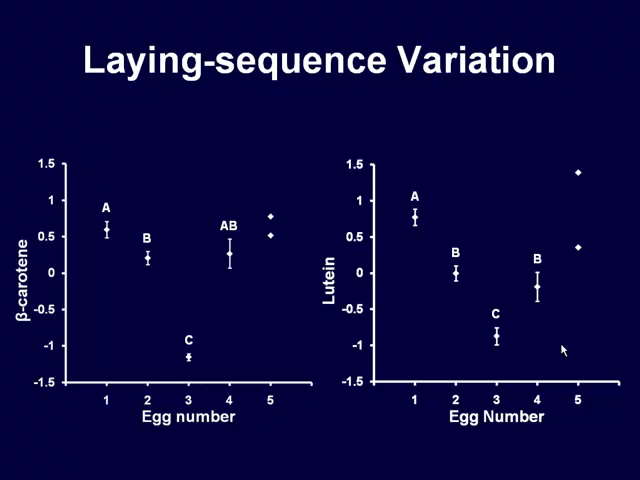 Laying-sequence Variation
1.5
1
0.5
0
-0.5
-1
-1.5
β-carotene
A
B
C
AB
1 2 3 4 5
Egg number
1.5
1
0.5
0
-0.5
-1
-1.5
Lutein
A
B
C
B
1 2 3 4 5
Egg Number